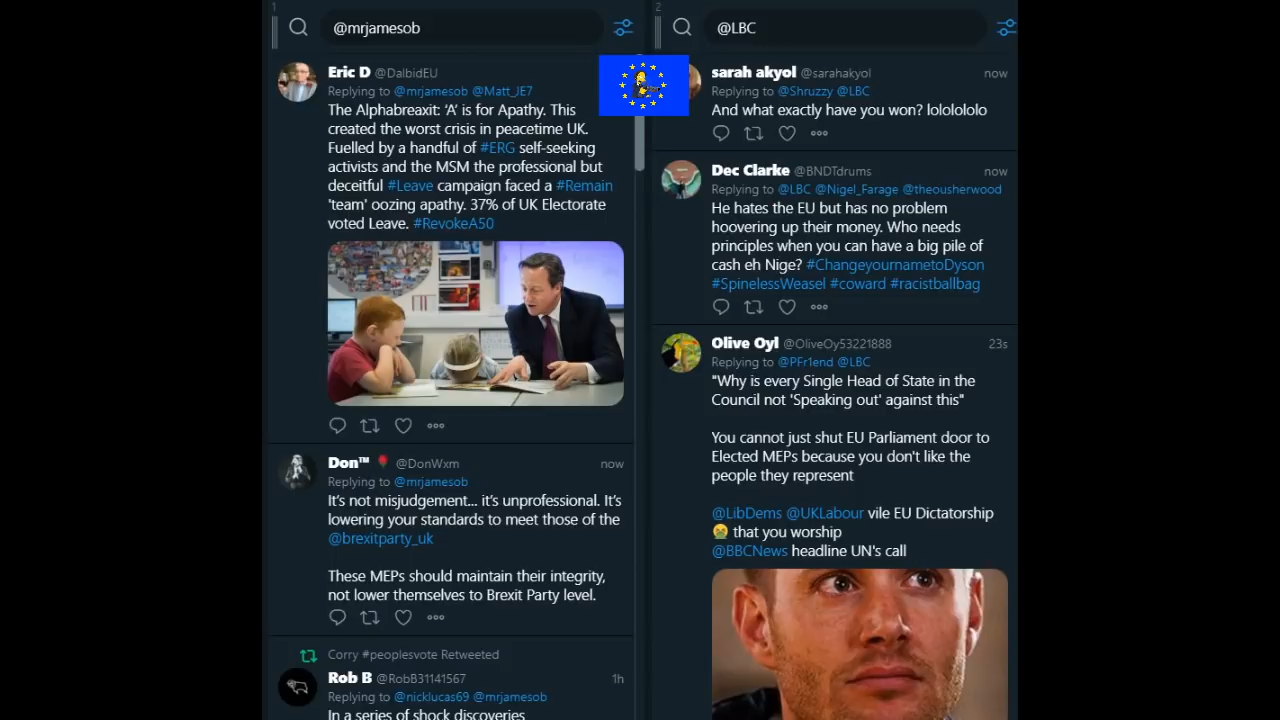 1
@mrjamesob
Eric D @DalbidEU
Replying to @mrjamesob @Matt_JE7
The Alphabreaxit: ‘A’ is for Apathy. This
created the worst crisis in peacetime UK.
Fuelled by a handful of #ERG self-seeking
activists and the MSM the professional but
deceitful #Leave campaign faced a #Remain
'team' oozing apathy. 37% of UK Electorate
voted Leave. #RevokeA50
Don™ 🌹 @DonWxm now
Replying to @mrjamesob
It’s not misjudgement... it’s unprofessional. It’s
lowering your standards to meet those of the
@brexitparty_uk
These MEPs should maintain their integrity,
not lower themselves to Brexit Party level.
Corry #peoplesvote Retweeted
Rob B @RobB31141567 1h
Replying to @nicklucas69 @mrjamesob
In a series of shock discoveries
2
@LBC
sarah akyol @sarahakyol now
Replying to @Shruzzy @LBC
And what exactly have you won? lololololo
Dec Clarke @BNDTdrums now
Replying to @LBC @Nigel_Farage @theousherwood
He hates the EU but has no problem
hoovering up their money. Who needs
principles when you can have a big pile of
cash eh Nige? #ChangeyournametoDyson
#SpinelessWeasel #coward #racistballbag
Olive Oyl @OliveOy53221888 23s
Replying to @PFr1end @LBC
"Why is every Single Head of State in the
Council not 'Speaking out' against this"
You cannot just shut EU Parliament door to
Elected MEPs because you don't like the
people they represent
@LibDems @UKLabour vile EU Dictatorship
😭 that you worship
@BBCNews headline UN's call